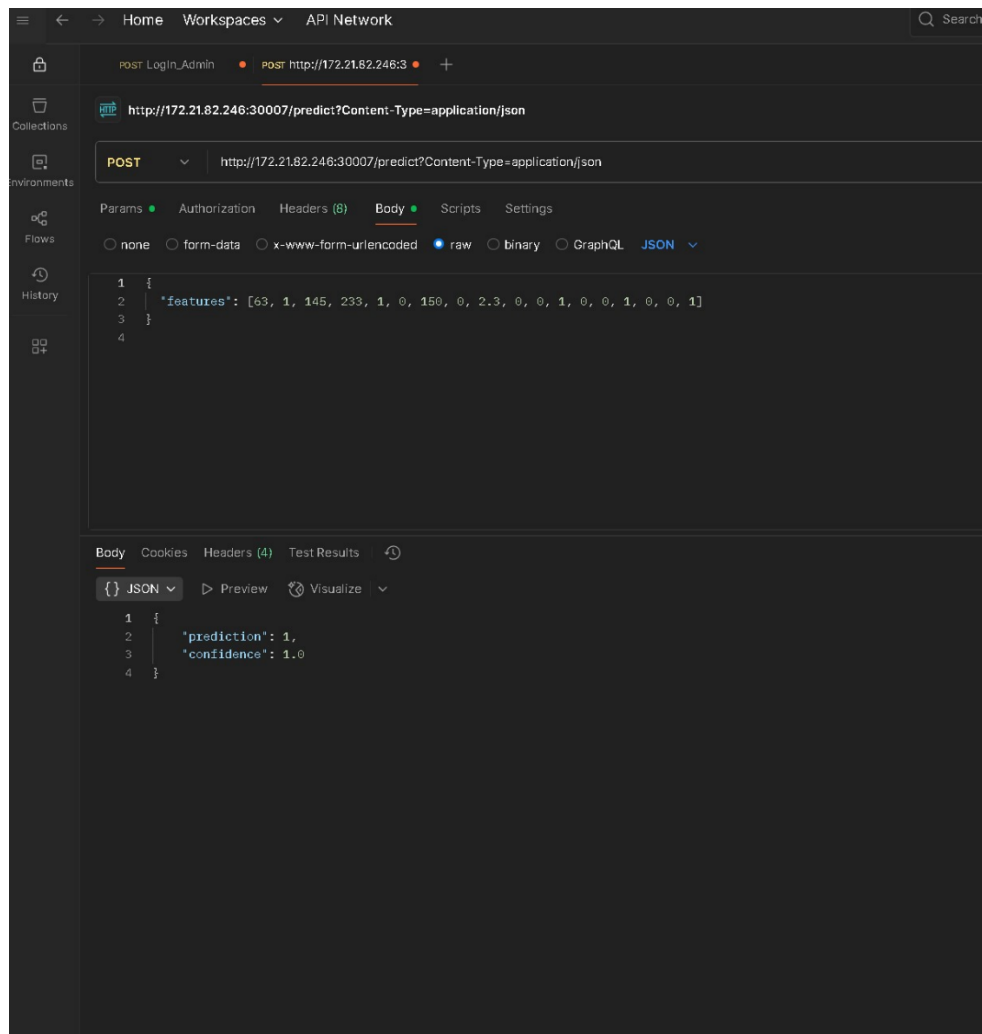 Home Workspaces API Network Search
POST LogIn_Admin POST http://172.21.82.246:3
http://172.21.82.246:30007/predict?Content-Type=application/json
Collections
POST http://172.21.82.246:30007/predict?Content-Type=application/json
Environments
Params Authorization Headers (8) Body Scripts Settings
Flows
none form-data x-www-form-urlencoded raw binary GraphQL JSON
History
1 {
2 "features": [63, 1, 145, 233, 1, 0, 150, 0, 2.3, 0, 0, 1, 0, 0, 1, 0, 0, 1]
3 }
4
Body Cookies Headers (4) Test Results
{} JSON Preview Visualize
1 {
2 "prediction": 1,
3 "confidence": 1.0
4 }